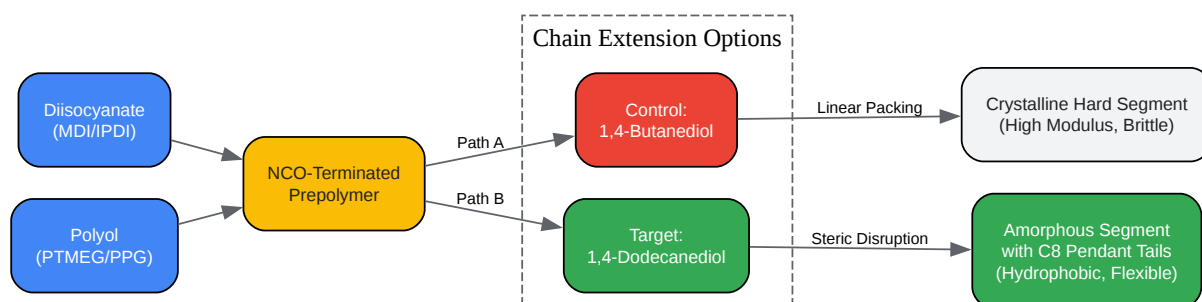 Chain Extension Options
Diisocyanate
(MDI/IPDI)
Polyol
(PTMEG/PPG)
NCO-Terminated
Prepolymer
Path A
Path B
Control:
1,4-Butanediol
Target:
1,4-Dodecanediol
Linear Packing
Steric Disruption
Crystalline Hard Segment
(High Modulus, Brittle)
Amorphous Segment
with C8 Pendant Tails
(Hydrophobic, Flexible)